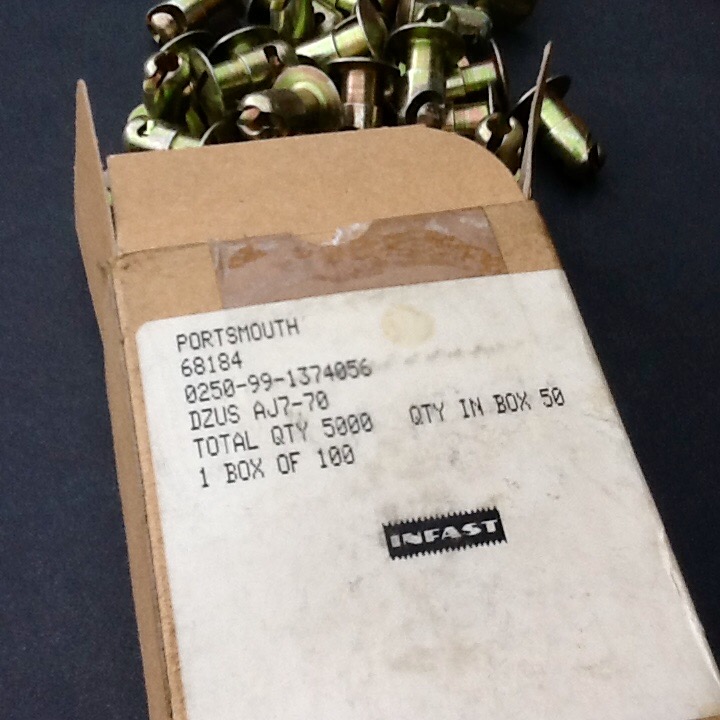 PORTSMOUTH
68184
0250-99-1374056
DZUS AJ7-70
TOTAL QTY 5000 QTY IN BOX 50
1 BOX OF 100
INFAST